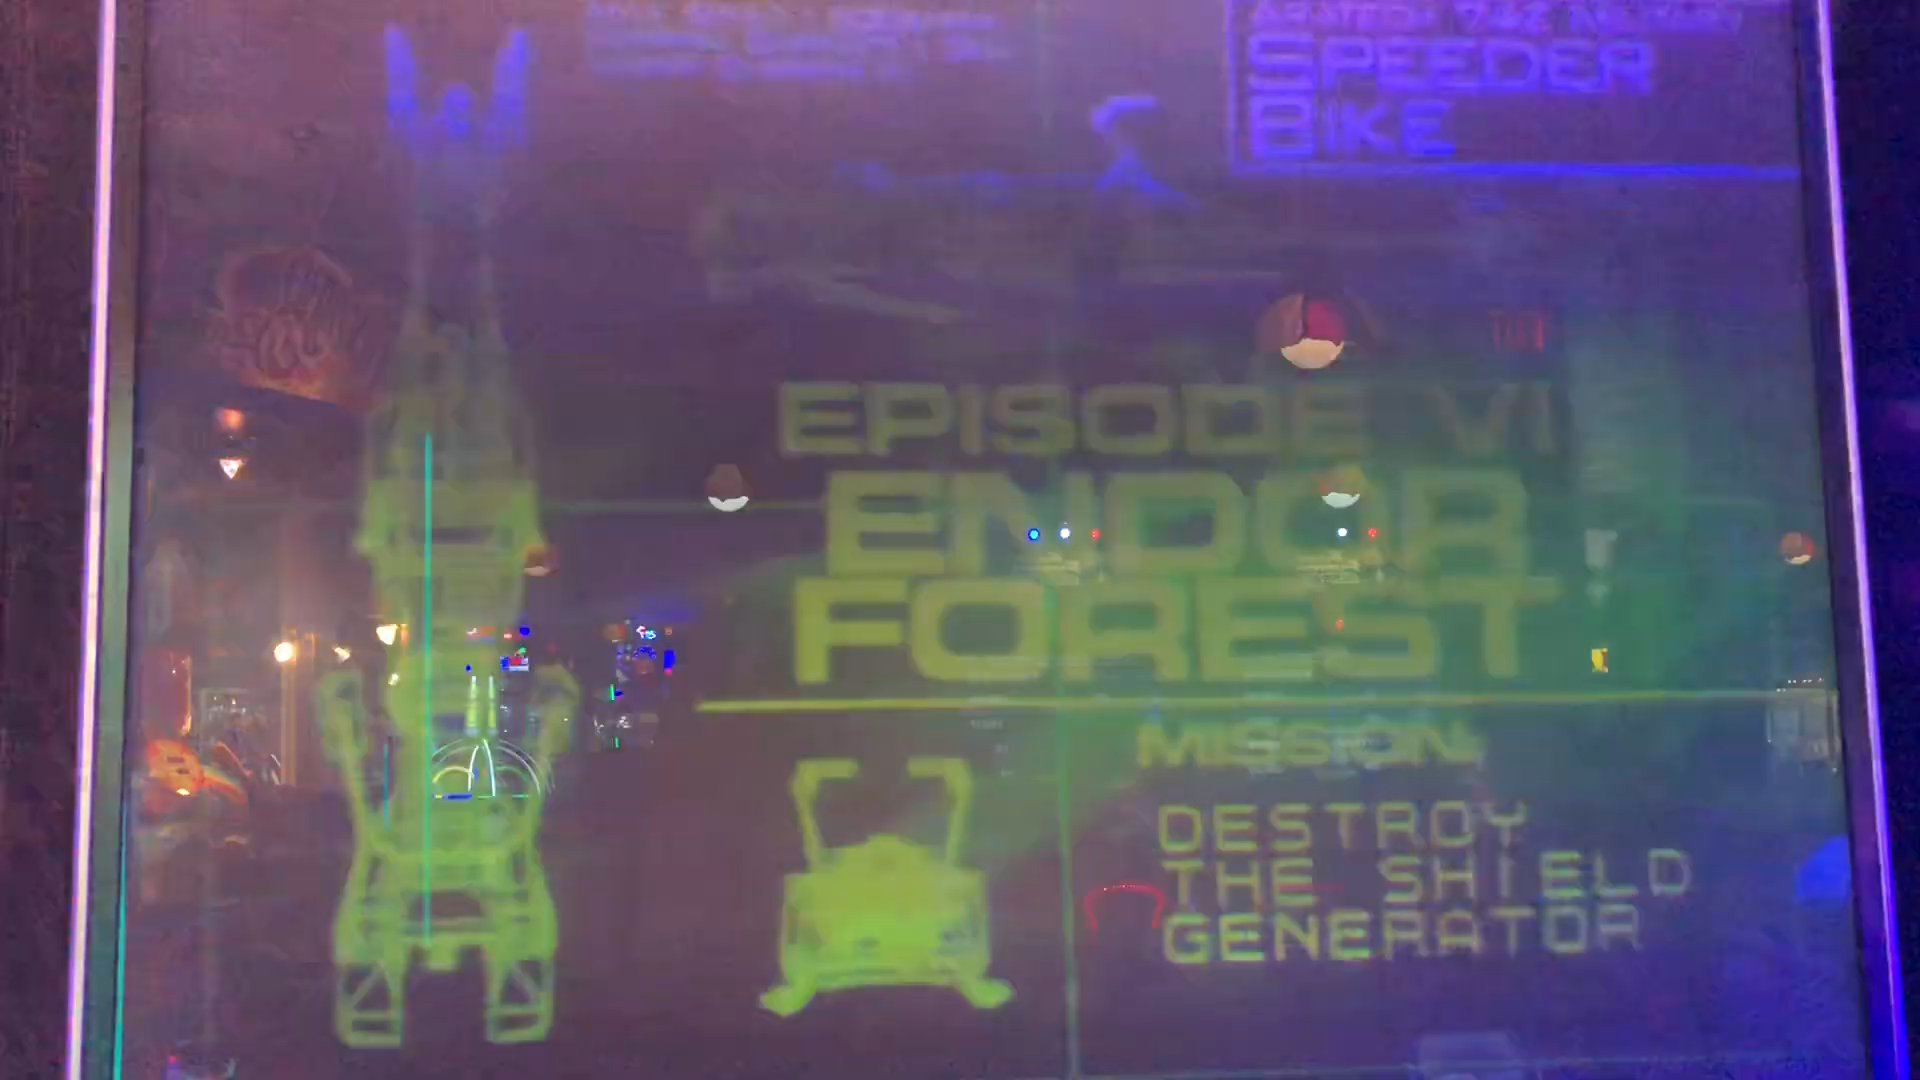 SPEEDER
BIKE
EPISODE VI
ENDOR
FOREST
MISSION:
DESTROY
THE SHIELD
GENERATOR